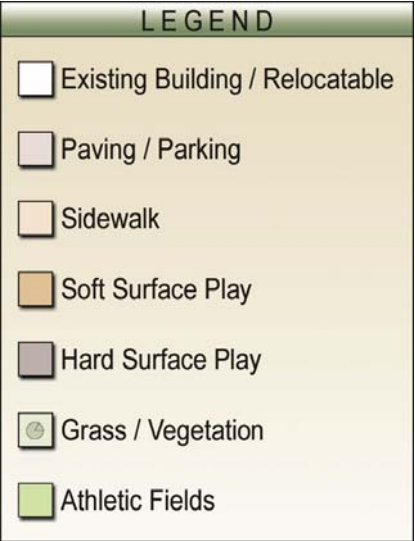 LEGEND
Existing Building / Relocatable
Paving / Parking
Sidewalk
Soft Surface Play
Hard Surface Play
Grass / Vegetation
Athletic Fields